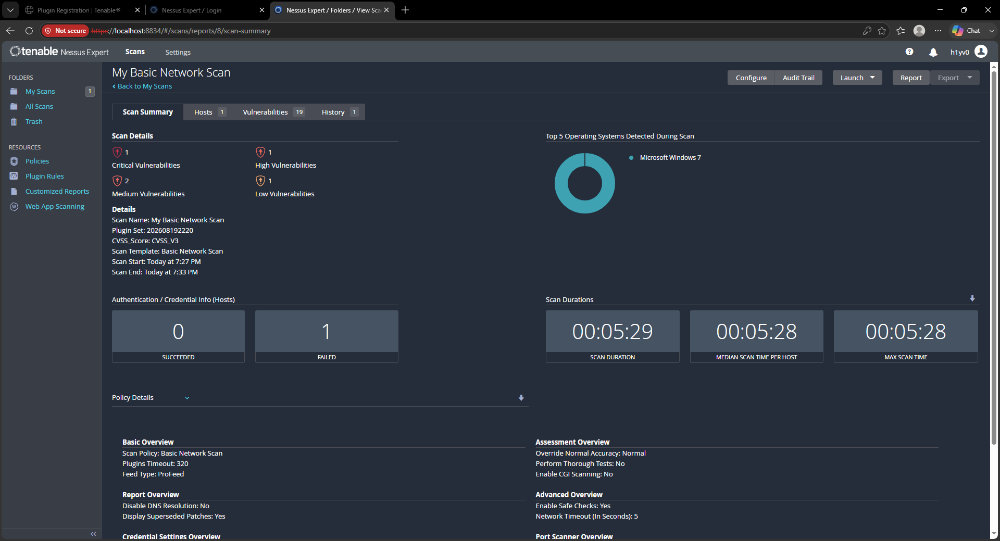 Plugin Registration | Tenable®
Nessus Expert / Login
Nessus Expert / Folders / View Sca
Not secure https://localhost:8834/#/scans/reports/8/scan-summary
Chat
tenable Nessus Expert
Scans
Settings
h1yv0
FOLDERS
My Scans 1
All Scans
Trash
RESOURCES
Policies
Plugin Rules
Customized Reports
Web App Scanning
My Basic Network Scan
Back to My Scans
Configure
Audit Trail
Launch
Report
Export
Scan Summary
Hosts 1
Vulnerabilities 19
History 1
Scan Details
1
Critical Vulnerabilities
1
High Vulnerabilities
2
Medium Vulnerabilities
1
Low Vulnerabilities
Details
Scan Name: My Basic Network Scan
Plugin Set: 202608192220
CVSS_Score: CVSS_V3
Scan Template: Basic Network Scan
Scan Start: Today at 7:27 PM
Scan End: Today at 7:33 PM
Top 5 Operating Systems Detected During Scan
Microsoft Windows 7
Authentication / Credential Info (Hosts)
0
SUCCEEDED
1
FAILED
Scan Durations
00:05:29
SCAN DURATION
00:05:28
MEDIAN SCAN TIME PER HOST
00:05:28
MAX SCAN TIME
Policy Details
Basic Overview
Scan Policy: Basic Network Scan
Plugins Timeout: 320
Feed Type: ProFeed
Assessment Overview
Override Normal Accuracy: Normal
Perform Thorough Tests: No
Enable CGI Scanning: No
Report Overview
Disable DNS Resolution: No
Display Superseded Patches: Yes
Advanced Overview
Enable Safe Checks: Yes
Network Timeout (In Seconds): 5
Credential Settings Overview
Port Scanner Overview